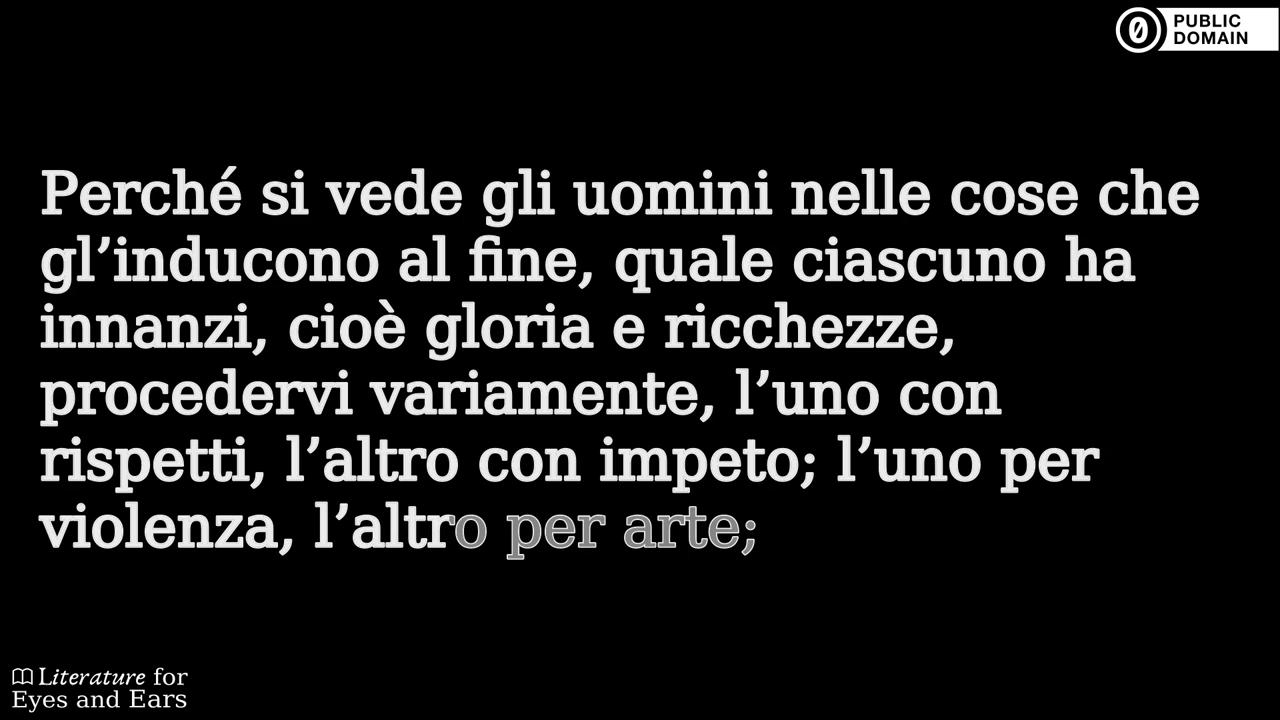 PUBLIC
DOMAIN
Perché si vede gli uomini nelle cose che
gl’inducono al fine, quale ciascuno ha
innanzi, cioè gloria e ricchezze,
procedervi variamente, l’uno con
rispetti, l’altro con impeto; l’uno per
violenza, l’altro per arte;
Literature for
Eyes and Ears